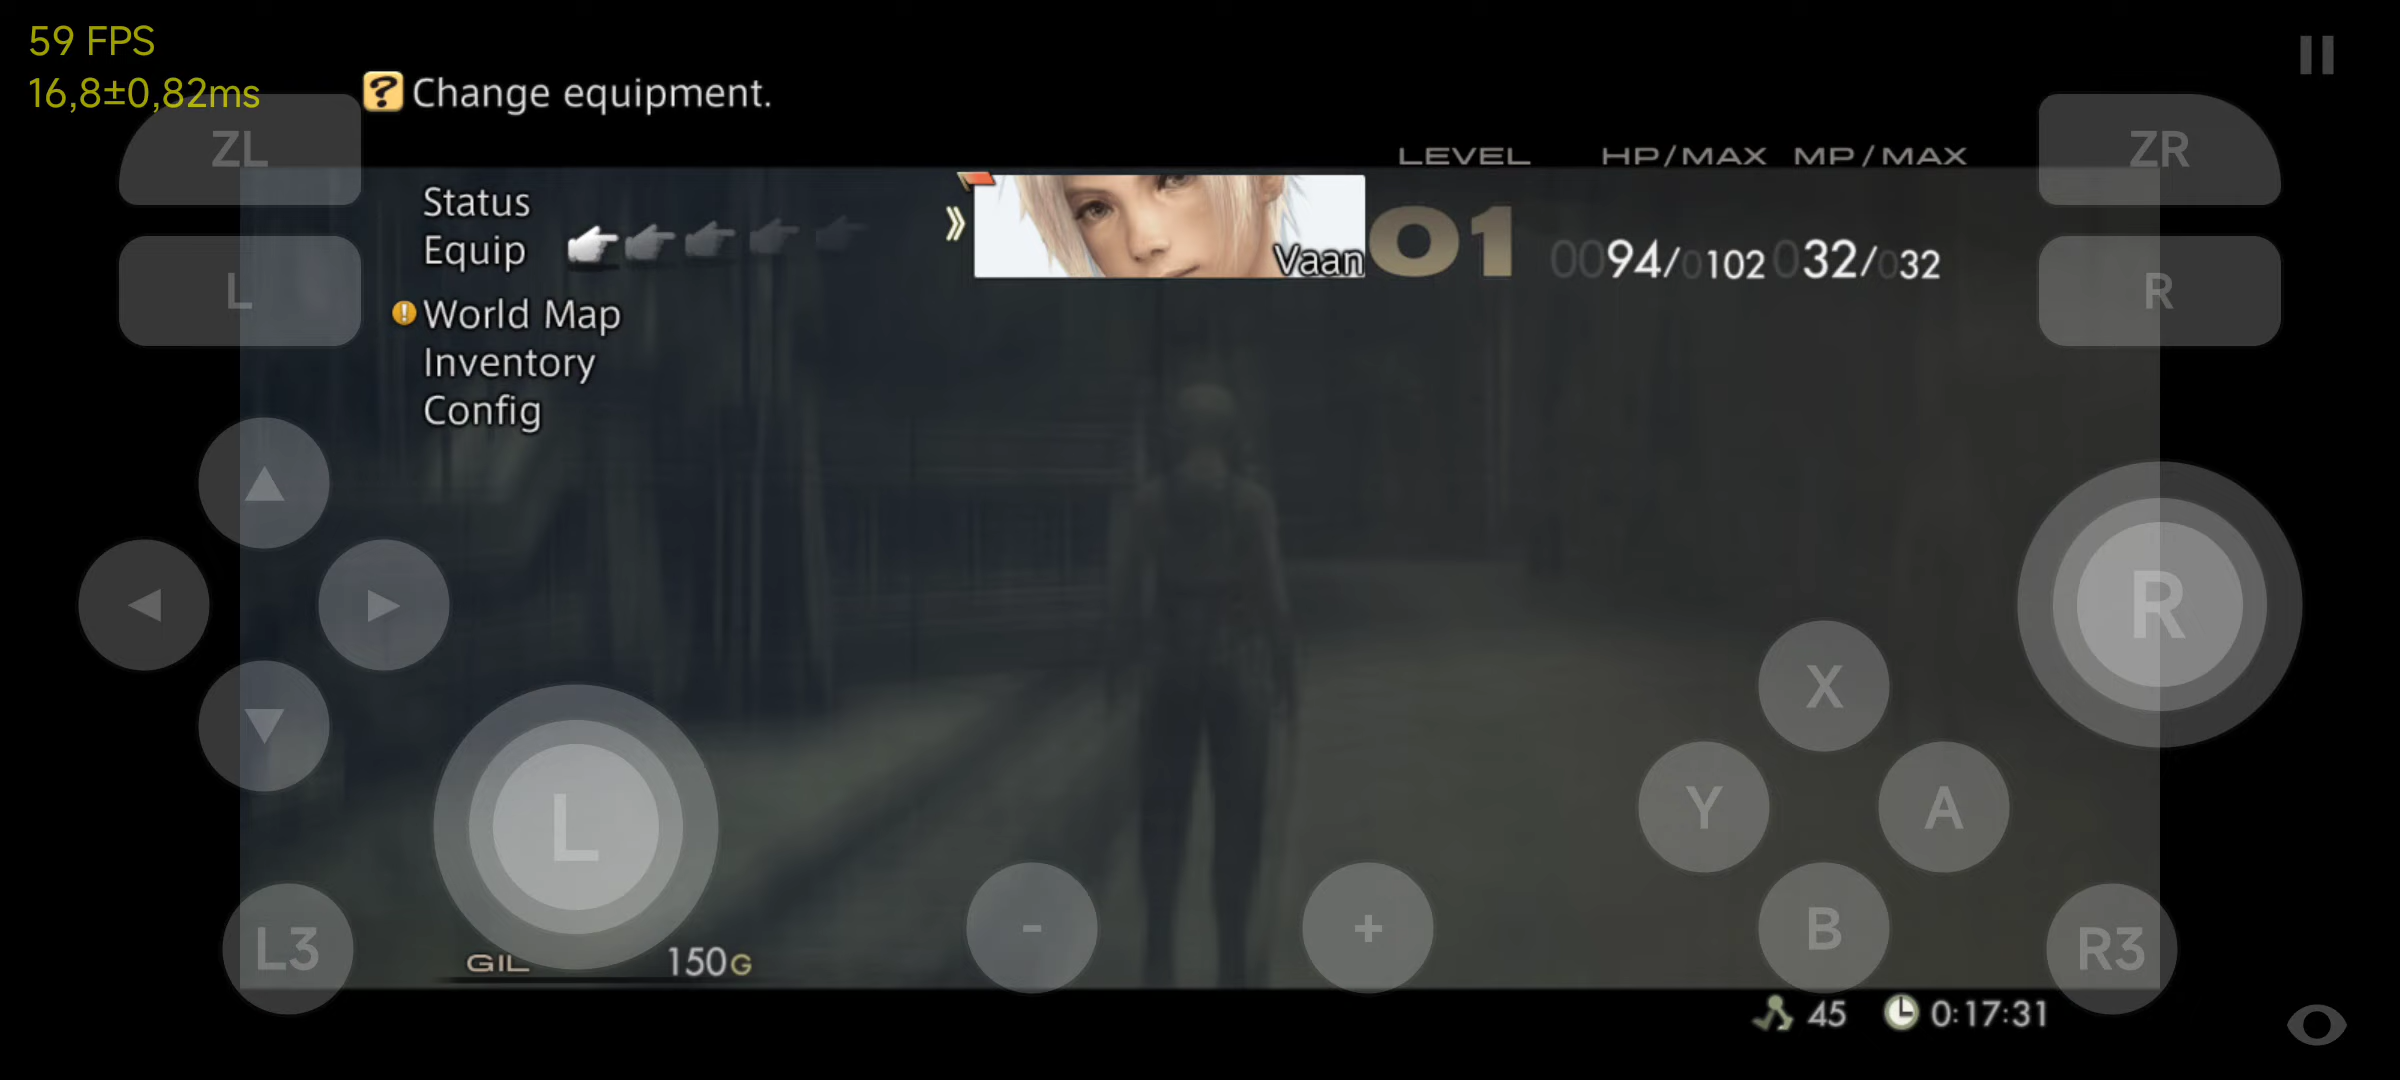 59 FPS
16,8±0,82ms
Change equipment.
ZL
ZR
LEVEL HP/MAX MP/MAX
Status
Equip
Vaan
01 0094/0102 032/032
L
R
World Map
Inventory
Config
R
X
Y
A
L
L3
-
+
B
R3
GIL 150G
45 0:17:31